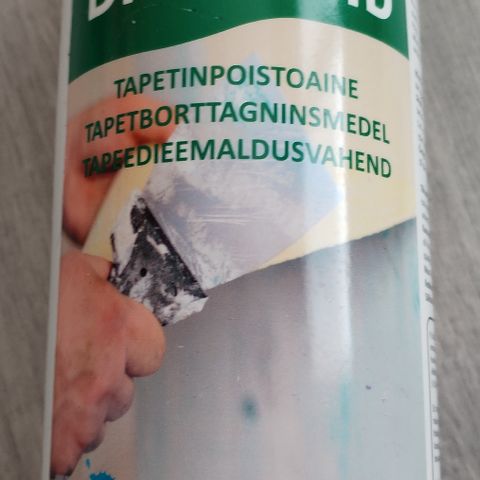 TAPETINPOISTOAINE
TAPETBORTTAGNINSMEDEL
TAPEEDIEEMALDUSVAHEND